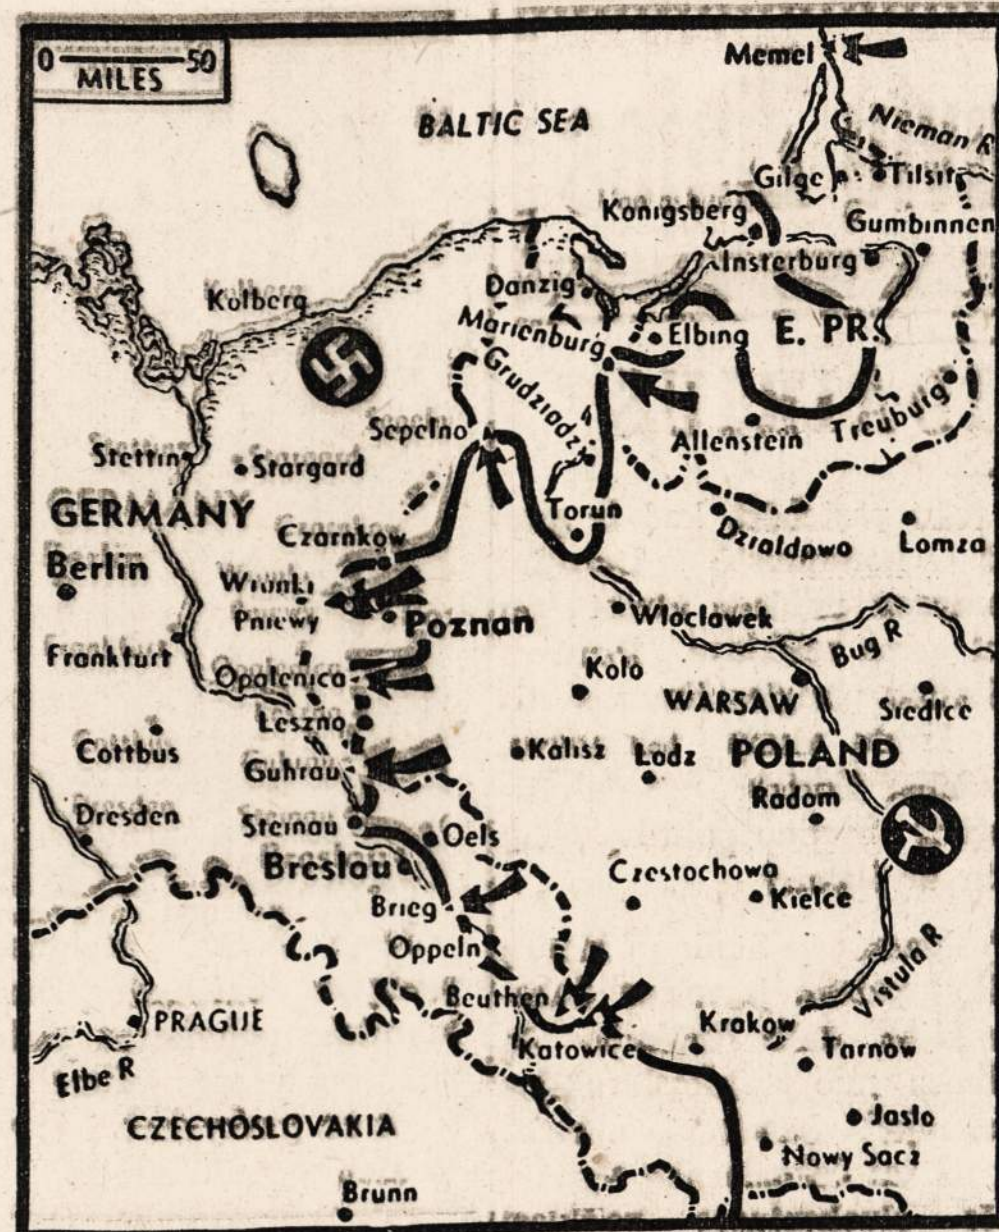 0 50
MILES
Memel
BALTIC SEA
Nieman R
Gilge
Tilsit
Konigsberg
Gumbinnen
Insterburg
Danzig
Kolberg
Marienburg
Elbing
E. PR.
Grudziadz
Treuburg
Sepelno
Allenstein
Stettin
Stargard
GERMANY
Torun
Dzialdowo
Lomza
Czarnkow
Berlin
Wronki
Pniewy
Poznan
Wloclawek
Bug R
Frankfurt
Opalenica
Kolo
WARSAW
Siedlce
Leszno
Cottbus
Kalisz
Lodz
POLAND
Guhrau
Radom
Dresden
Steinau
Oels
Breslau
Czestochowa
Kielce
Brieg
Oppeln
Vistula R
Beuthen
PRAGUE
Krakow
Katowice
Tarnow
Elbe R
CZECHOSLOVAKIA
Jaslo
Nowy Sacz
Brunn